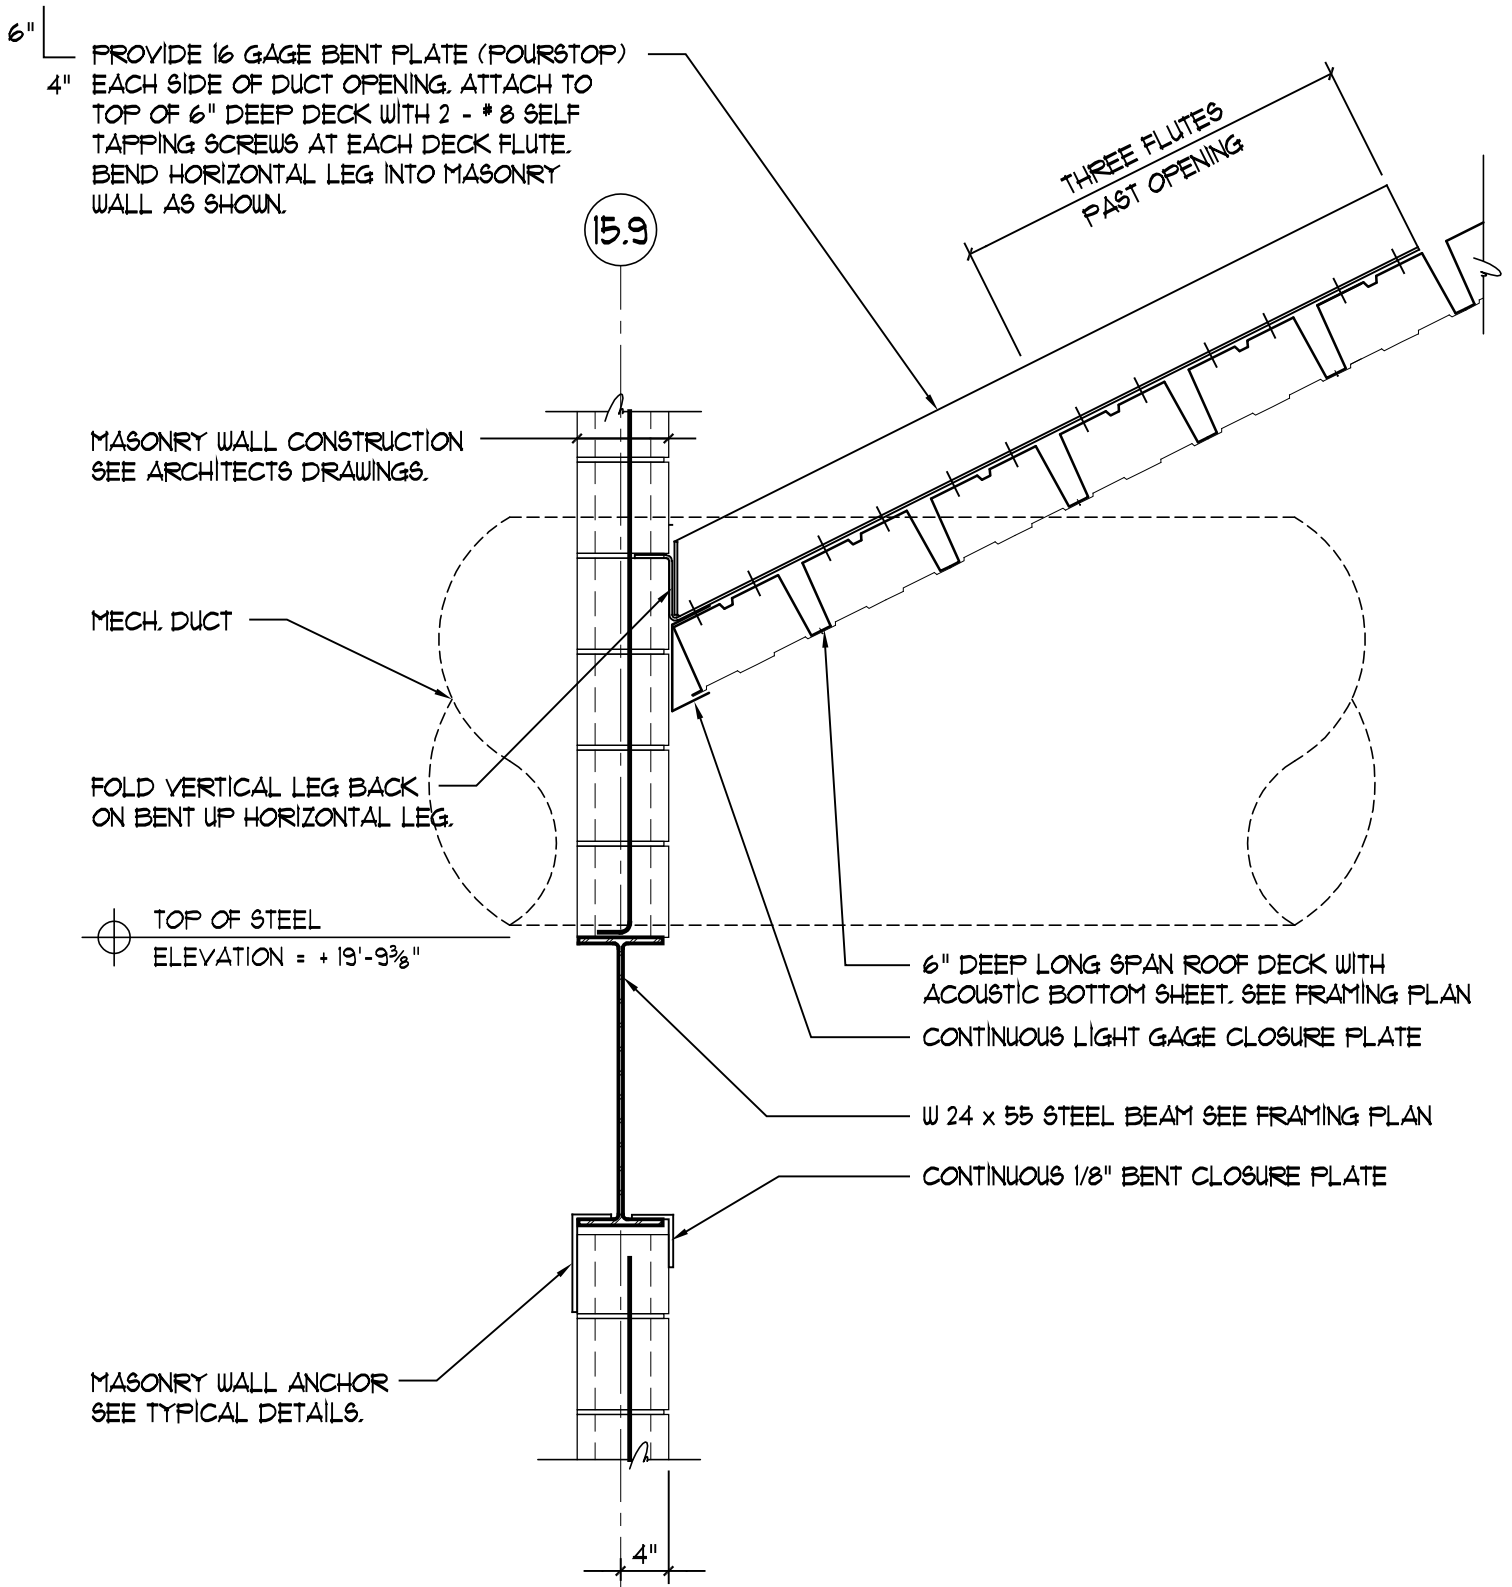 6"
4"
PROVIDE 16 GAGE BENT PLATE (POURSTOP)
EACH SIDE OF DUCT OPENING. ATTACH TO
TOP OF 6" DEEP DECK WITH 2 - #8 SELF
TAPPING SCREWS AT EACH DECK FLUTE.
BEND HORIZONTAL LEG INTO MASONRY
WALL AS SHOWN.
THREE FLUTES
PAST OPENING
15.9
MASONRY WALL CONSTRUCTION
SEE ARCHITECTS DRAWINGS.
MECH. DUCT
FOLD VERTICAL LEG BACK
ON BENT UP HORIZONTAL LEG.
TOP OF STEEL
ELEVATION = + 19'-9⅜"
6" DEEP LONG SPAN ROOF DECK WITH
ACOUSTIC BOTTOM SHEET. SEE FRAMING PLAN
CONTINUOUS LIGHT GAGE CLOSURE PLATE
W 24 x 55 STEEL BEAM SEE FRAMING PLAN
CONTINUOUS 1/8" BENT CLOSURE PLATE
MASONRY WALL ANCHOR
SEE TYPICAL DETAILS.
4"